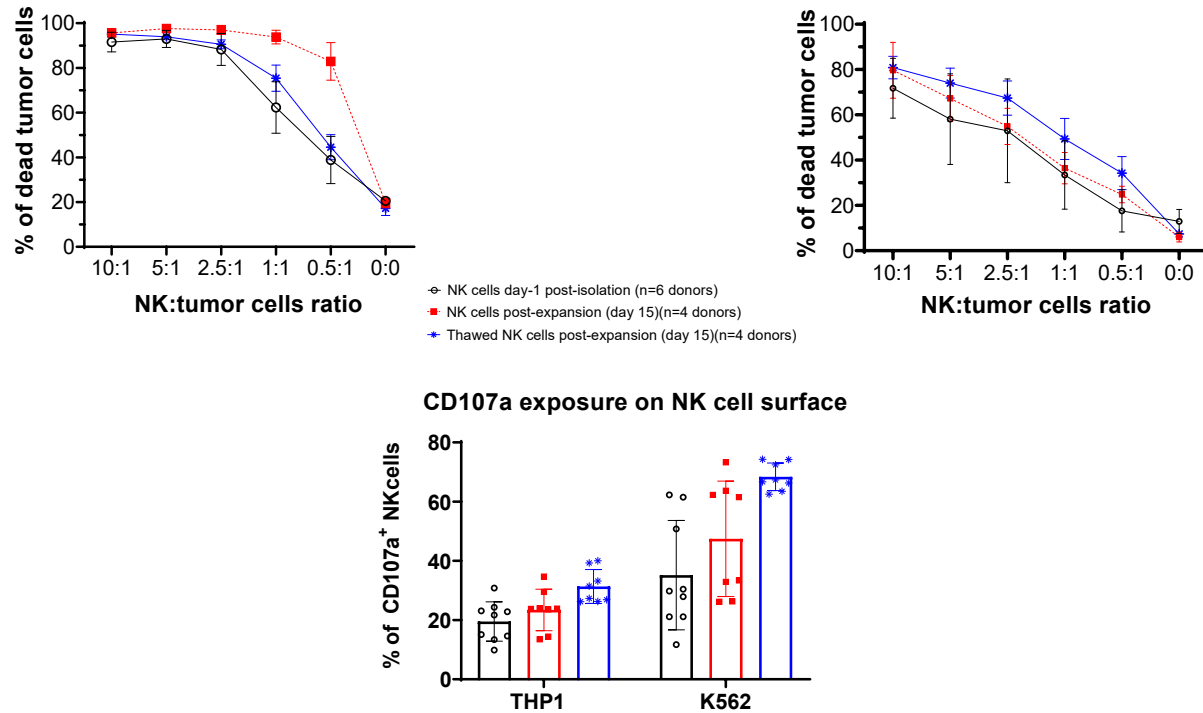 % of dead tumor cells
100
80
60
40
20
0
10:1 5:1 2.5:1 1:1 0.5:1 0:0
NK:tumor cells ratio
% of dead tumor cells
100
80
60
40
20
0
10:1 5:1 2.5:1 1:1 0.5:1 0:0
NK:tumor cells ratio
NK cells day-1 post-isolation (n=6 donors)
NK cells post-expansion (day 15)(n=4 donors)
Thawed NK cells post-expansion (day 15)(n=4 donors)
CD107a exposure on NK cell surface
% of CD107a+ NKcells
80
60
40
20
0
THP1 K562